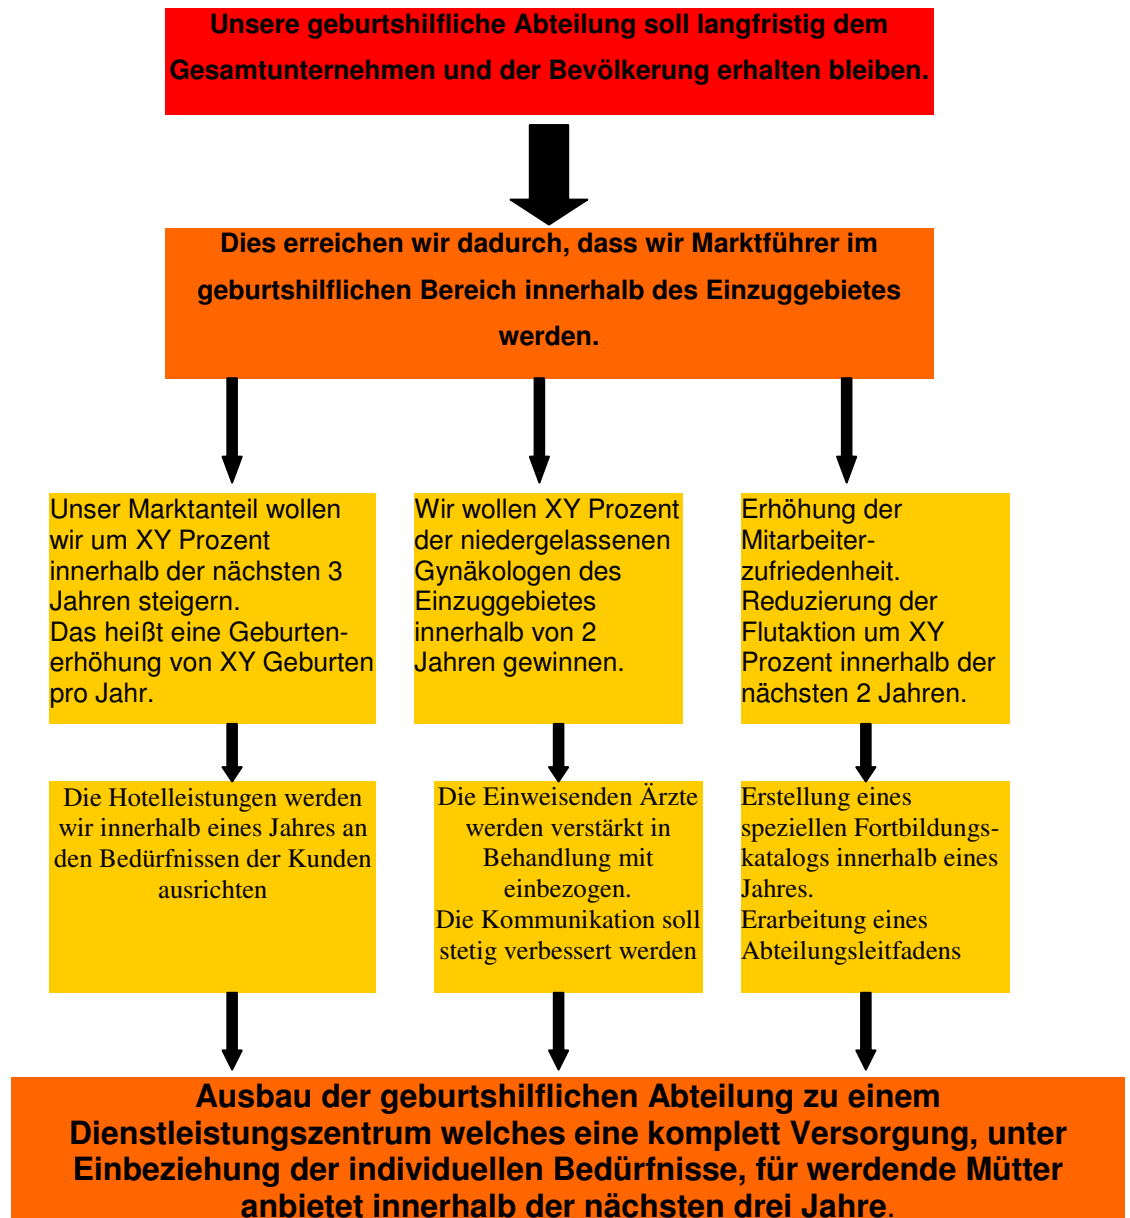 Unsere geburtshilfliche Abteilung soll langfristig dem
Gesamtunternehmen und der Bevölkerung erhalten bleiben.
Dies erreichen wir dadurch, dass wir Marktführer im
geburtshilflichen Bereich innerhalb des Einzuggebietes
werden.
Unser Marktanteil wollen
wir um XY Prozent
innerhalb der nächsten 3
Jahren steigern.
Das heißt eine Geburten-
erhöhung von XY Geburten
pro Jahr.
Wir wollen XY Prozent
der niedergelassenen
Gynäkologen des
Einzuggebietes
innerhalb von 2
Jahren gewinnen.
Erhöhung der
Mitarbeiter-
zufriedenheit.
Reduzierung der
Flutaktion um XY
Prozent innerhalb der
nächsten 2 Jahren.
Die Hotelleistungen werden
wir innerhalb eines Jahres an
den Bedürfnissen der Kunden
ausrichten
Die Einweisenden Ärzte
werden verstärkt in
Behandlung mit
einbezogen.
Die Kommunikation soll
stetig verbessert werden
Erstellung eines
speziellen Fortbildungs-
katalogs innerhalb eines
Jahres.
Erarbeitung eines
Abteilungsleitfadens
Ausbau der geburtshilflichen Abteilung zu einem
Dienstleistungszentrum welches eine komplett Versorgung, unter
Einbeziehung der individuellen Bedürfnisse, für werdende Mütter
anbietet innerhalb der nächsten drei Jahre.